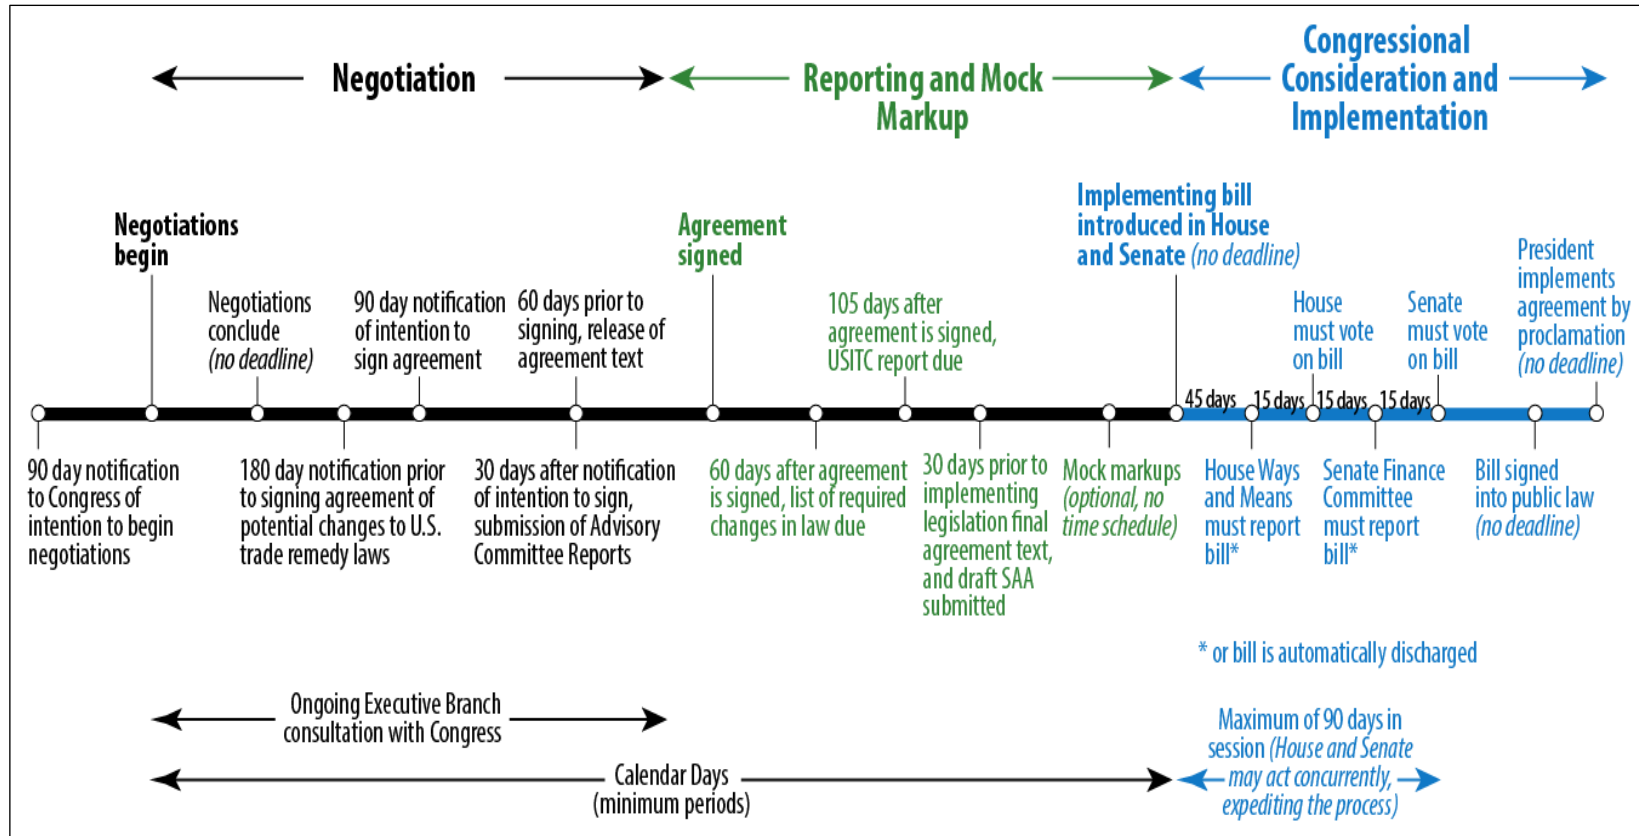 Negotiation
Reporting and Mock
Markup
Congressional
Consideration and
Implementation
Negotiations
begin
Negotiations
conclude
(no deadline)
90 day notification
of intention to
sign agreement
60 days prior to
signing, release of
agreement text
Agreement
signed
105 days after
agreement is signed,
USITC report due
Implementing bill
introduced in House
and Senate (no deadline)
House
must vote
on bill
Senate
must vote
on bill
President
implements
agreement by
proclamation
(no deadline)
45 days
15 days
15 days
15 days
90 day notification
to Congress of
intention to begin
negotiations
180 day notification prior
to signing agreement of
potential changes to U.S.
trade remedy laws
30 days after notification
of intention to sign,
submission of Advisory
Committee Reports
60 days after agreement
is signed, list of required
changes in law due
30 days prior to
implementing
legislation final
agreement text,
and draft SAA
submitted
Mock markups
(optional, no
time schedule)
House Ways
and Means
must report
bill*
Senate Finance
Committee
must report
bill*
Bill signed
into public law
(no deadline)
* or bill is automatically discharged
Ongoing Executive Branch
consultation with Congress
Calendar Days
(minimum periods)
Maximum of 90 days in
session (House and Senate
may act concurrently,
expediting the process)